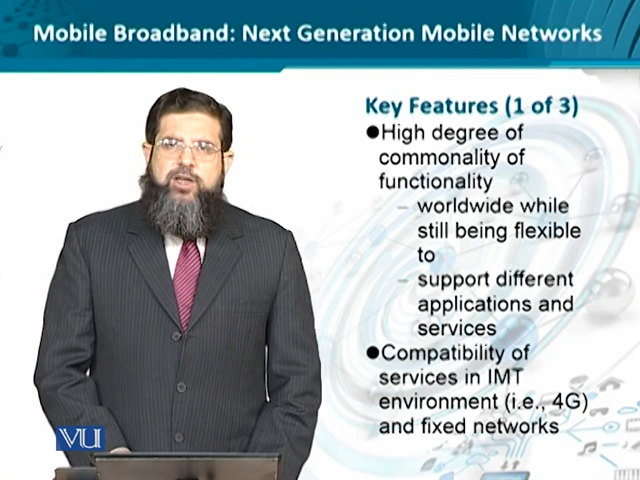 Mobile Broadband: Next Generation Mobile Networks
Key Features (1 of 3)
●High degree of
commonality of
functionality
– worldwide while
still being flexible
to
– support different
applications and
services
●Compatibility of
services in IMT
environment (i.e., 4G)
and fixed networks
VU